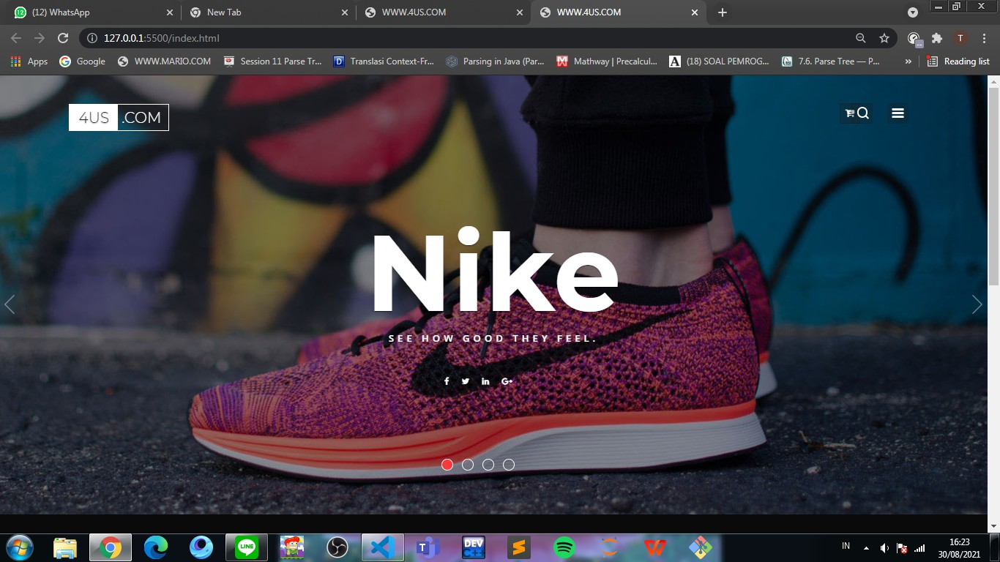 (12) WhatsApp
New Tab
WWW.4US.COM
WWW.4US.COM
127.0.0.1:5500/index.html
T
Apps
Google
WWW.MARIO.COM
Session 11 Parse Tr...
Translasi Context-Fr...
Parsing in Java (Par...
Mathway | Precalcul...
(18) SOAL PEMROG...
7.6. Parse Tree — P...
»
Reading list
4US .COM
Nike
SEE HOW GOOD THEY FEEL.
LINE
DEV C++
IN
16:23
30/08/2021